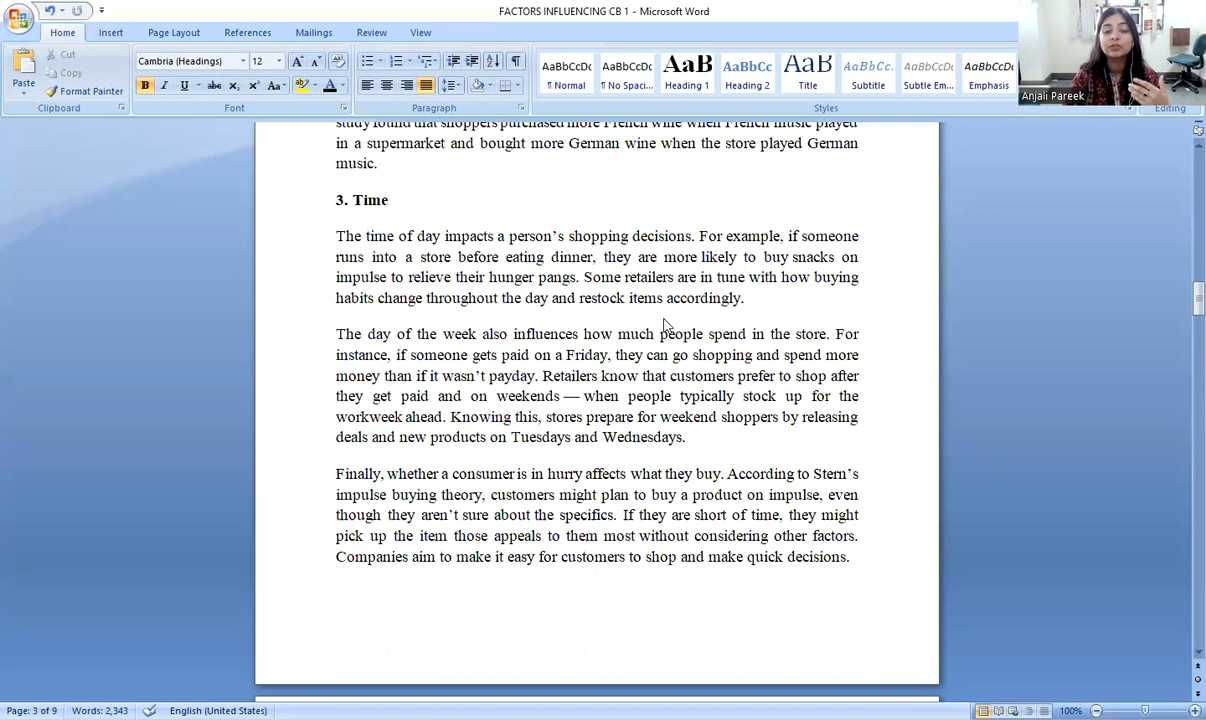 FACTORS INFLUENCING CB 1 - Microsoft Word
Home Insert Page Layout References Mailings Review View
Cut
Copy
Format Painter
Paste
Clipboard
Cambria (Headings) 12
Font
Paragraph
AaBbCcDc AaBbCcDc AaB AaBbCc AaB AaBbCc AaBbCcDc AaBbCcDc
¶ Normal ¶ No Spaci... Heading 1 Heading 2 Title Subtitle Subtle Em... Emphasis
Styles
Editing
Anjali Pareek
study found that shoppers purchased more French wine when French music played
in a supermarket and bought more German wine when the store played German
music.
3. Time
The time of day impacts a person's shopping decisions. For example, if someone
runs into a store before eating dinner, they are more likely to buy snacks on
impulse to relieve their hunger pangs. Some retailers are in tune with how buying
habits change throughout the day and restock items accordingly.
The day of the week also influences how much people spend in the store. For
instance, if someone gets paid on a Friday, they can go shopping and spend more
money than if it wasn't payday. Retailers know that customers prefer to shop after
they get paid and on weekends — when people typically stock up for the
workweek ahead. Knowing this, stores prepare for weekend shoppers by releasing
deals and new products on Tuesdays and Wednesdays.
Finally, whether a consumer is in hurry affects what they buy. According to Stern's
impulse buying theory, customers might plan to buy a product on impulse, even
though they aren't sure about the specifics. If they are short of time, they might
pick up the item those appeals to them most without considering other factors.
Companies aim to make it easy for customers to shop and make quick decisions.
Page: 3 of 9 Words: 2,343 English (United States) 100%